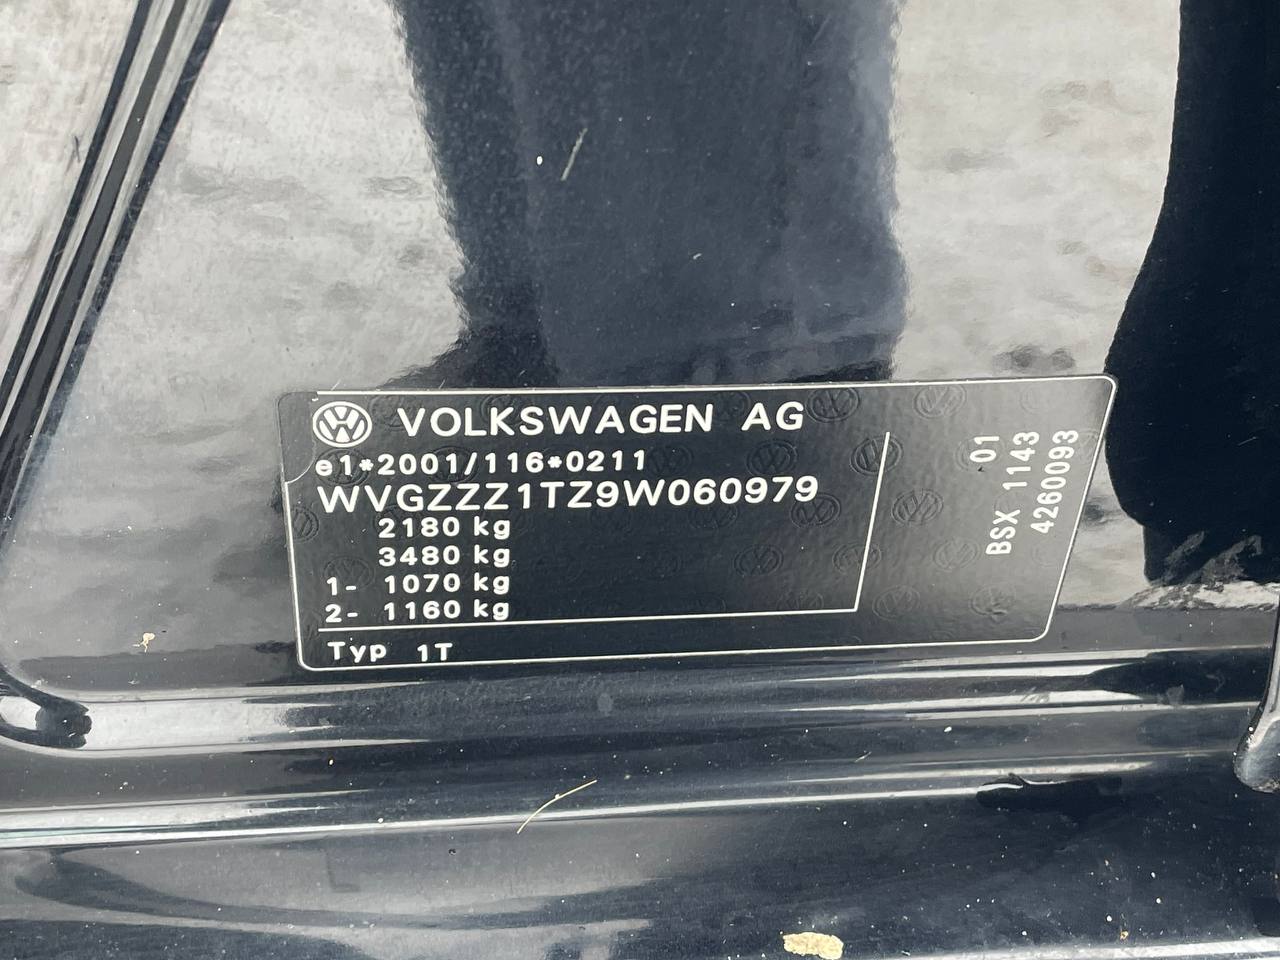 VOLKSWAGEN AG
e1*2001/116*0211
WVGZZZ1TZ9W060979
2180 kg
3480 kg
1- 1070 kg
2- 1160 kg
Typ 1T
01
BSX 1143
4260093